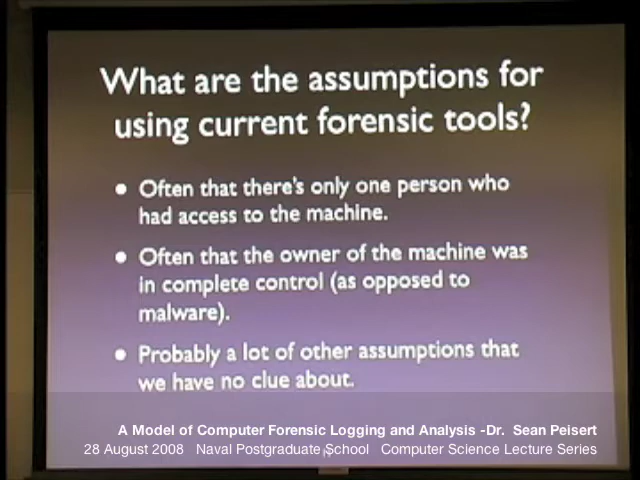 What are the assumptions for
using current forensic tools?
• Often that there's only one person who
had access to the machine.
• Often that the owner of the machine was
in complete control (as opposed to
malware).
• Probably a lot of other assumptions that
we have no clue about.
A Model of Computer Forensic Logging and Analysis -Dr. Sean Peisert
28 August 2008 Naval Postgraduate School Computer Science Lecture Series